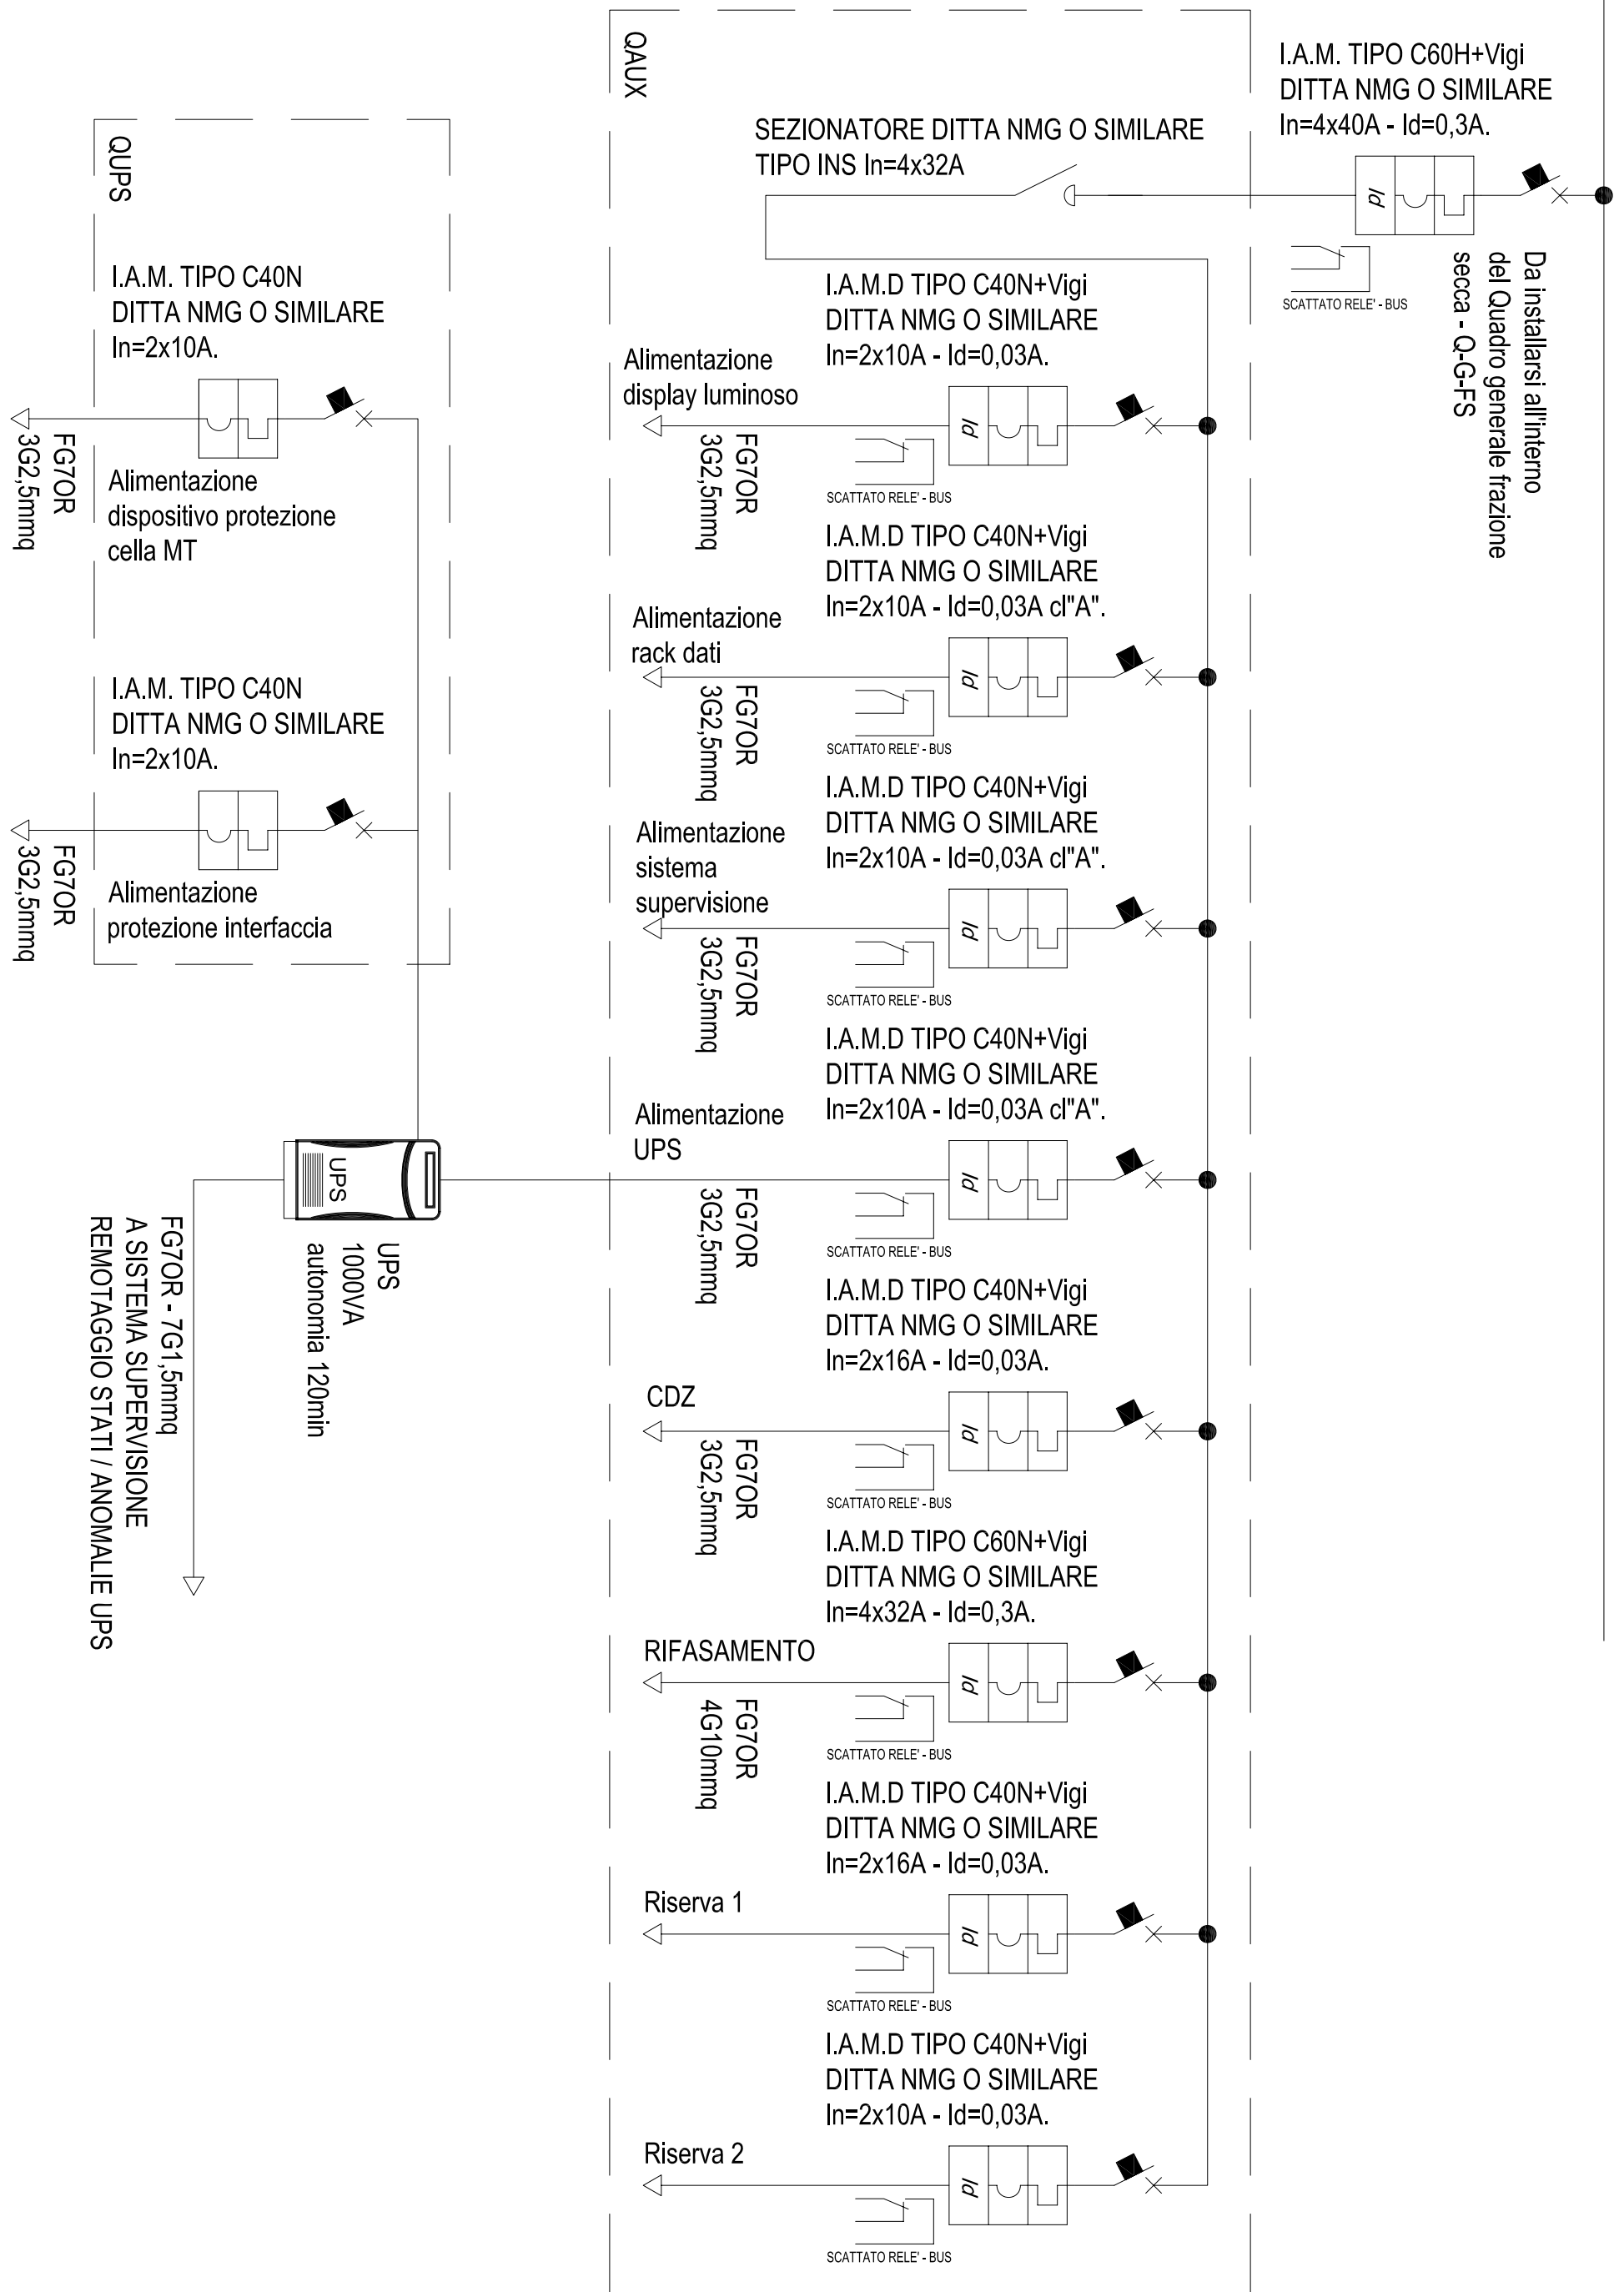 I.A.M. TIPO C60H+Vigi
DITTA NMG O SIMILARE
In=4x40A - Id=0,3A.
Id
SCATTATO RELE' - BUS
Da installarsi all'interno
del Quadro generale frazione
secca - Q-G-FS
QAUX
SEZIONATORE DITTA NMG O SIMILARE
TIPO INS In=4x32A
I.A.M.D TIPO C40N+Vigi
DITTA NMG O SIMILARE
In=2x10A - Id=0,03A.
Alimentazione
display luminoso
Id
FG7OR
3G2,5mmq
SCATTATO RELE' - BUS
I.A.M.D TIPO C40N+Vigi
DITTA NMG O SIMILARE
In=2x10A - Id=0,03A cl"A".
Alimentazione
rack dati
Id
FG7OR
3G2,5mmq
SCATTATO RELE' - BUS
I.A.M.D TIPO C40N+Vigi
DITTA NMG O SIMILARE
In=2x10A - Id=0,03A cl"A".
Alimentazione
sistema
supervisione
Id
FG7OR
3G2,5mmq
SCATTATO RELE' - BUS
I.A.M.D TIPO C40N+Vigi
DITTA NMG O SIMILARE
In=2x10A - Id=0,03A cl"A".
Alimentazione
UPS
Id
FG7OR
3G2,5mmq
SCATTATO RELE' - BUS
I.A.M.D TIPO C40N+Vigi
DITTA NMG O SIMILARE
In=2x16A - Id=0,03A.
CDZ
Id
FG7OR
3G2,5mmq
SCATTATO RELE' - BUS
I.A.M.D TIPO C60N+Vigi
DITTA NMG O SIMILARE
In=4x32A - Id=0,3A.
RIFASAMENTO
Id
FG7OR
4G10mmq
SCATTATO RELE' - BUS
I.A.M.D TIPO C40N+Vigi
DITTA NMG O SIMILARE
In=2x16A - Id=0,03A.
Riserva 1
Id
SCATTATO RELE' - BUS
I.A.M.D TIPO C40N+Vigi
DITTA NMG O SIMILARE
In=2x10A - Id=0,03A.
Riserva 2
Id
SCATTATO RELE' - BUS
QUPS
I.A.M. TIPO C40N
DITTA NMG O SIMILARE
In=2x10A.
FG7OR
3G2,5mmq
Alimentazione
dispositivo protezione
cella MT
I.A.M. TIPO C40N
DITTA NMG O SIMILARE
In=2x10A.
FG7OR
3G2,5mmq
Alimentazione
protezione interfaccia
UPS
UPS
1000VA
autonomia 120min
FG7OR - 7G1,5mmq
A SISTEMA SUPERVISIONE
REMOTAGGIO STATI / ANOMALIE UPS